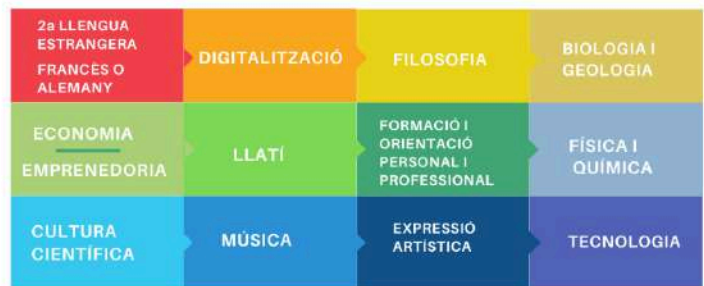 2a LLENGUA
ESTRANGERA
FRANCÈS O
ALEMANY
DIGITALITZACIÓ
FILOSOFIA
BIOLOGIA I
GEOLOGIA
ECONOMIA
EMPRENEDORIA
LLATÍ
FORMACIÓ I
ORIENTACIÓ
PERSONAL I
PROFESSIONAL
FÍSICA I
QUÍMICA
CULTURA
CIENTÍFICA
MÚSICA
EXPRESSIÓ
ARTÍSTICA
TECNOLOGIA